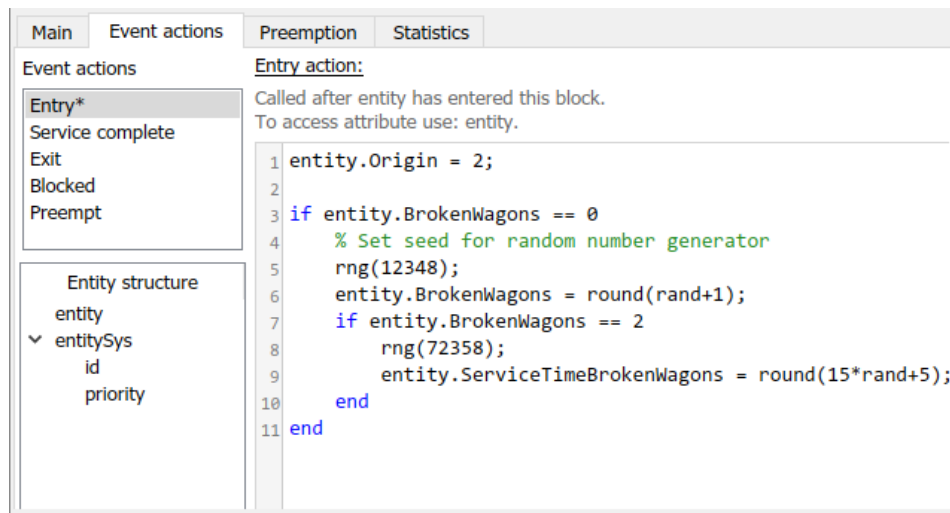 Main Event actions Preemption Statistics
Event actions
Entry*
Service complete
Exit
Blocked
Preempt
Entity structure
entity
entitySys
id
priority
Entry action:
Called after entity has entered this block.
To access attribute use: entity.
1 entity.Origin = 2;
2
3 if entity.BrokenWagons == 0
4 % Set seed for random number generator
5 rng(12348);
6 entity.BrokenWagons = round(rand+1);
7 if entity.BrokenWagons == 2
8 rng(72358);
9 entity.ServiceTimeBrokenWagons = round(15*rand+5);
10 end
11 end